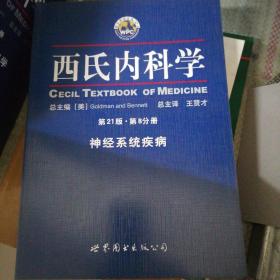 WPC
西氏内科学
CECIL TEXTBOOK OF MEDICINE
总主编 [美] Goldman and Bennett 总主译 王贤才
第21版·第8分册
神经系统疾病
世界图书出版公司
学